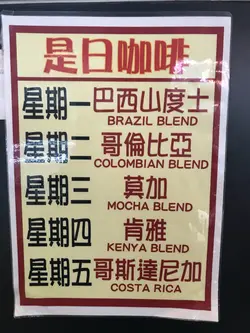 是日咖啡
星期一 巴西山度士
BRAZIL BLEND
星期二 哥倫比亞
COLOMBIAN BLEND
星期三 莫加
MOCHA BLEND
星期四 肯雅
KENYA BLEND
星期五 哥斯達尼加
COSTA RICA